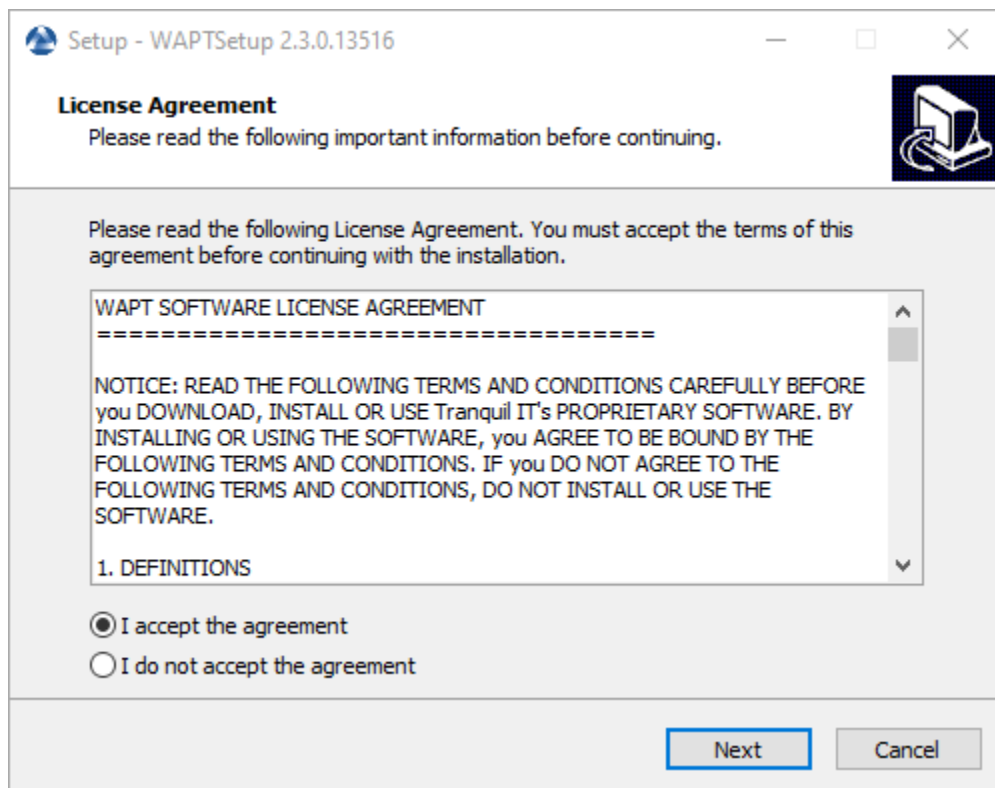 Setup - WAPTSetup 2.3.0.13516
License Agreement
Please read the following important information before continuing.
Please read the following License Agreement. You must accept the terms of this
agreement before continuing with the installation.
WAPT SOFTWARE LICENSE AGREEMENT
===================================
NOTICE: READ THE FOLLOWING TERMS AND CONDITIONS CAREFULLY BEFORE
you DOWNLOAD, INSTALL OR USE Tranquil IT's PROPRIETARY SOFTWARE. BY
INSTALLING OR USING THE SOFTWARE, you AGREE TO BE BOUND BY THE
FOLLOWING TERMS AND CONDITIONS. IF you DO NOT AGREE TO THE
FOLLOWING TERMS AND CONDITIONS, DO NOT INSTALL OR USE THE
SOFTWARE.
1. DEFINITIONS
I accept the agreement
I do not accept the agreement
Next Cancel